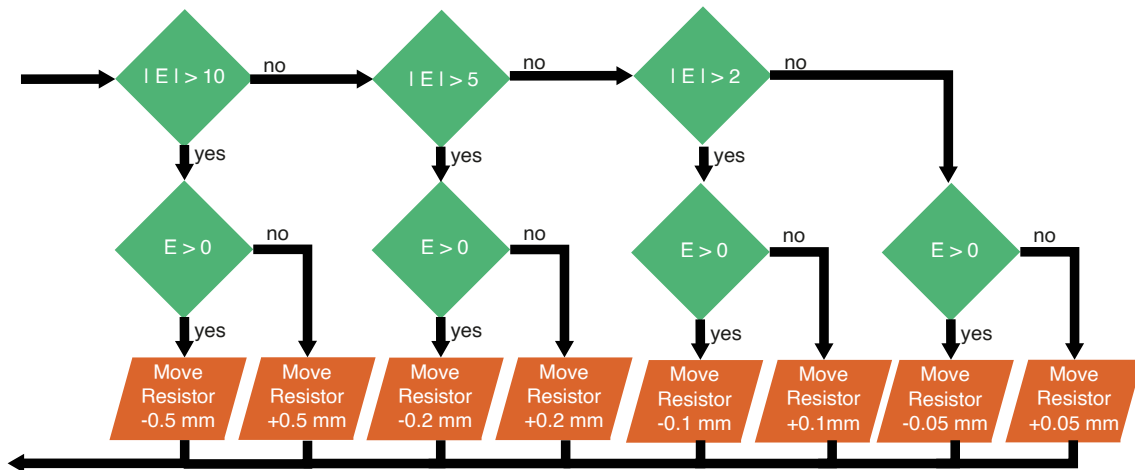 | E | > 10
no
| E | > 5
no
| E | > 2
no
yes
yes
yes
E > 0
no
E > 0
no
E > 0
no
E > 0
no
yes
yes
yes
yes
Move
Resistor
-0.5 mm
Move
Resistor
+0.5 mm
Move
Resistor
-0.2 mm
Move
Resistor
+0.2 mm
Move
Resistor
-0.1 mm
Move
Resistor
+0.1mm
Move
Resistor
-0.05 mm
Move
Resistor
+0.05 mm